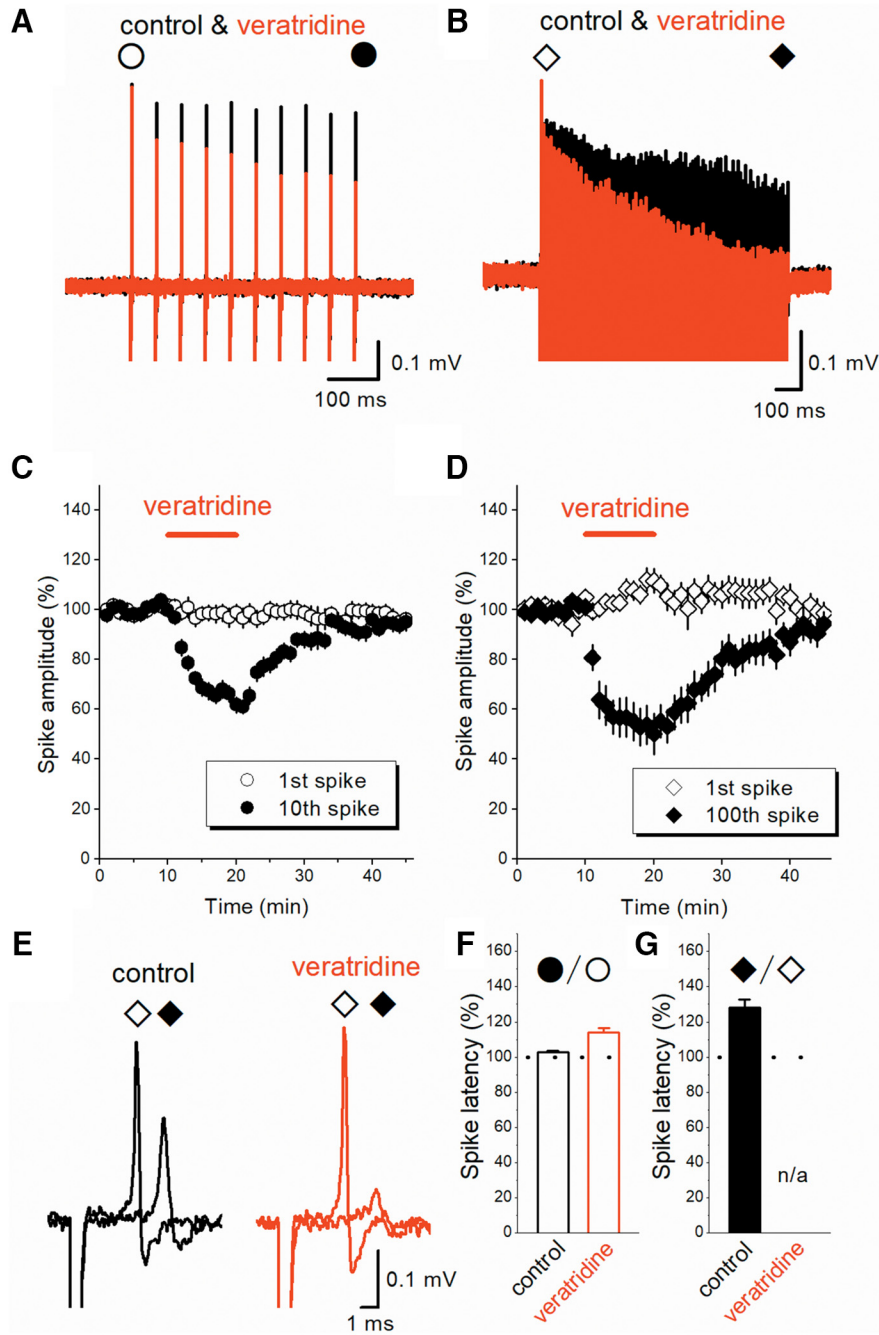 A
control & veratridine
0.1 mV
100 ms
B
control & veratridine
0.1 mV
100 ms
C
veratridine
140
120
100
80
60
40
20
0
Spike amplitude (%)
1st spike
10th spike
0
10
20
30
40
Time (min)
D
veratridine
140
120
100
80
60
40
20
0
Spike amplitude (%)
1st spike
100th spike
0
10
20
30
40
Time (min)
E
control
veratridine
0.1 mV
1 ms
F
160
140
120
100
80
60
40
20
0
Spike latency (%)
/
control
veratridine
G
160
140
120
100
80
60
40
20
0
Spike latency (%)
/
n/a
control
veratridine